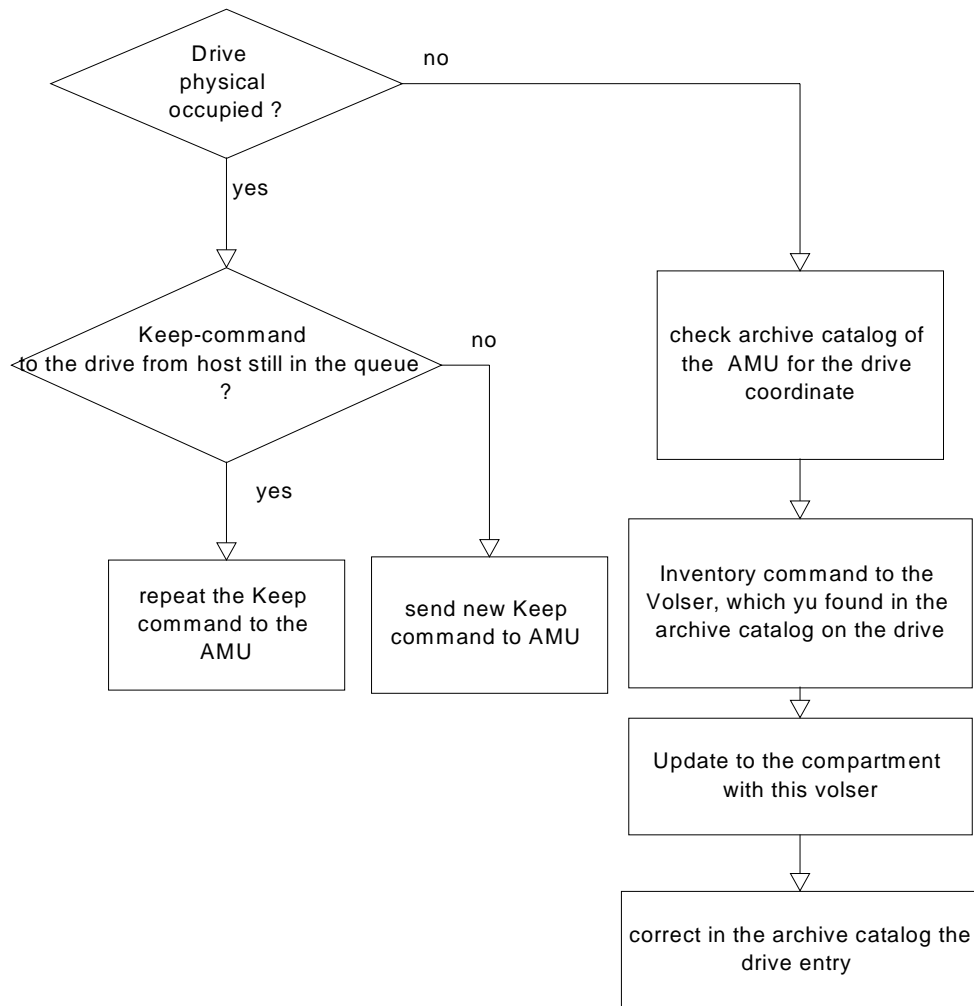 Drive
physical
occupied ?
no
yes
Keep-command
to the drive from host still in the queue
?
no
yes
repeat the Keep
command to the
AMU
send new Keep
command to AMU
check archive catalog of
the AMU for the drive
coordinate
Inventory command to the
Volser, which yu found in the
archive catalog on the drive
Update to the compartment
with this volser
correct in the archive catalog the
drive entry